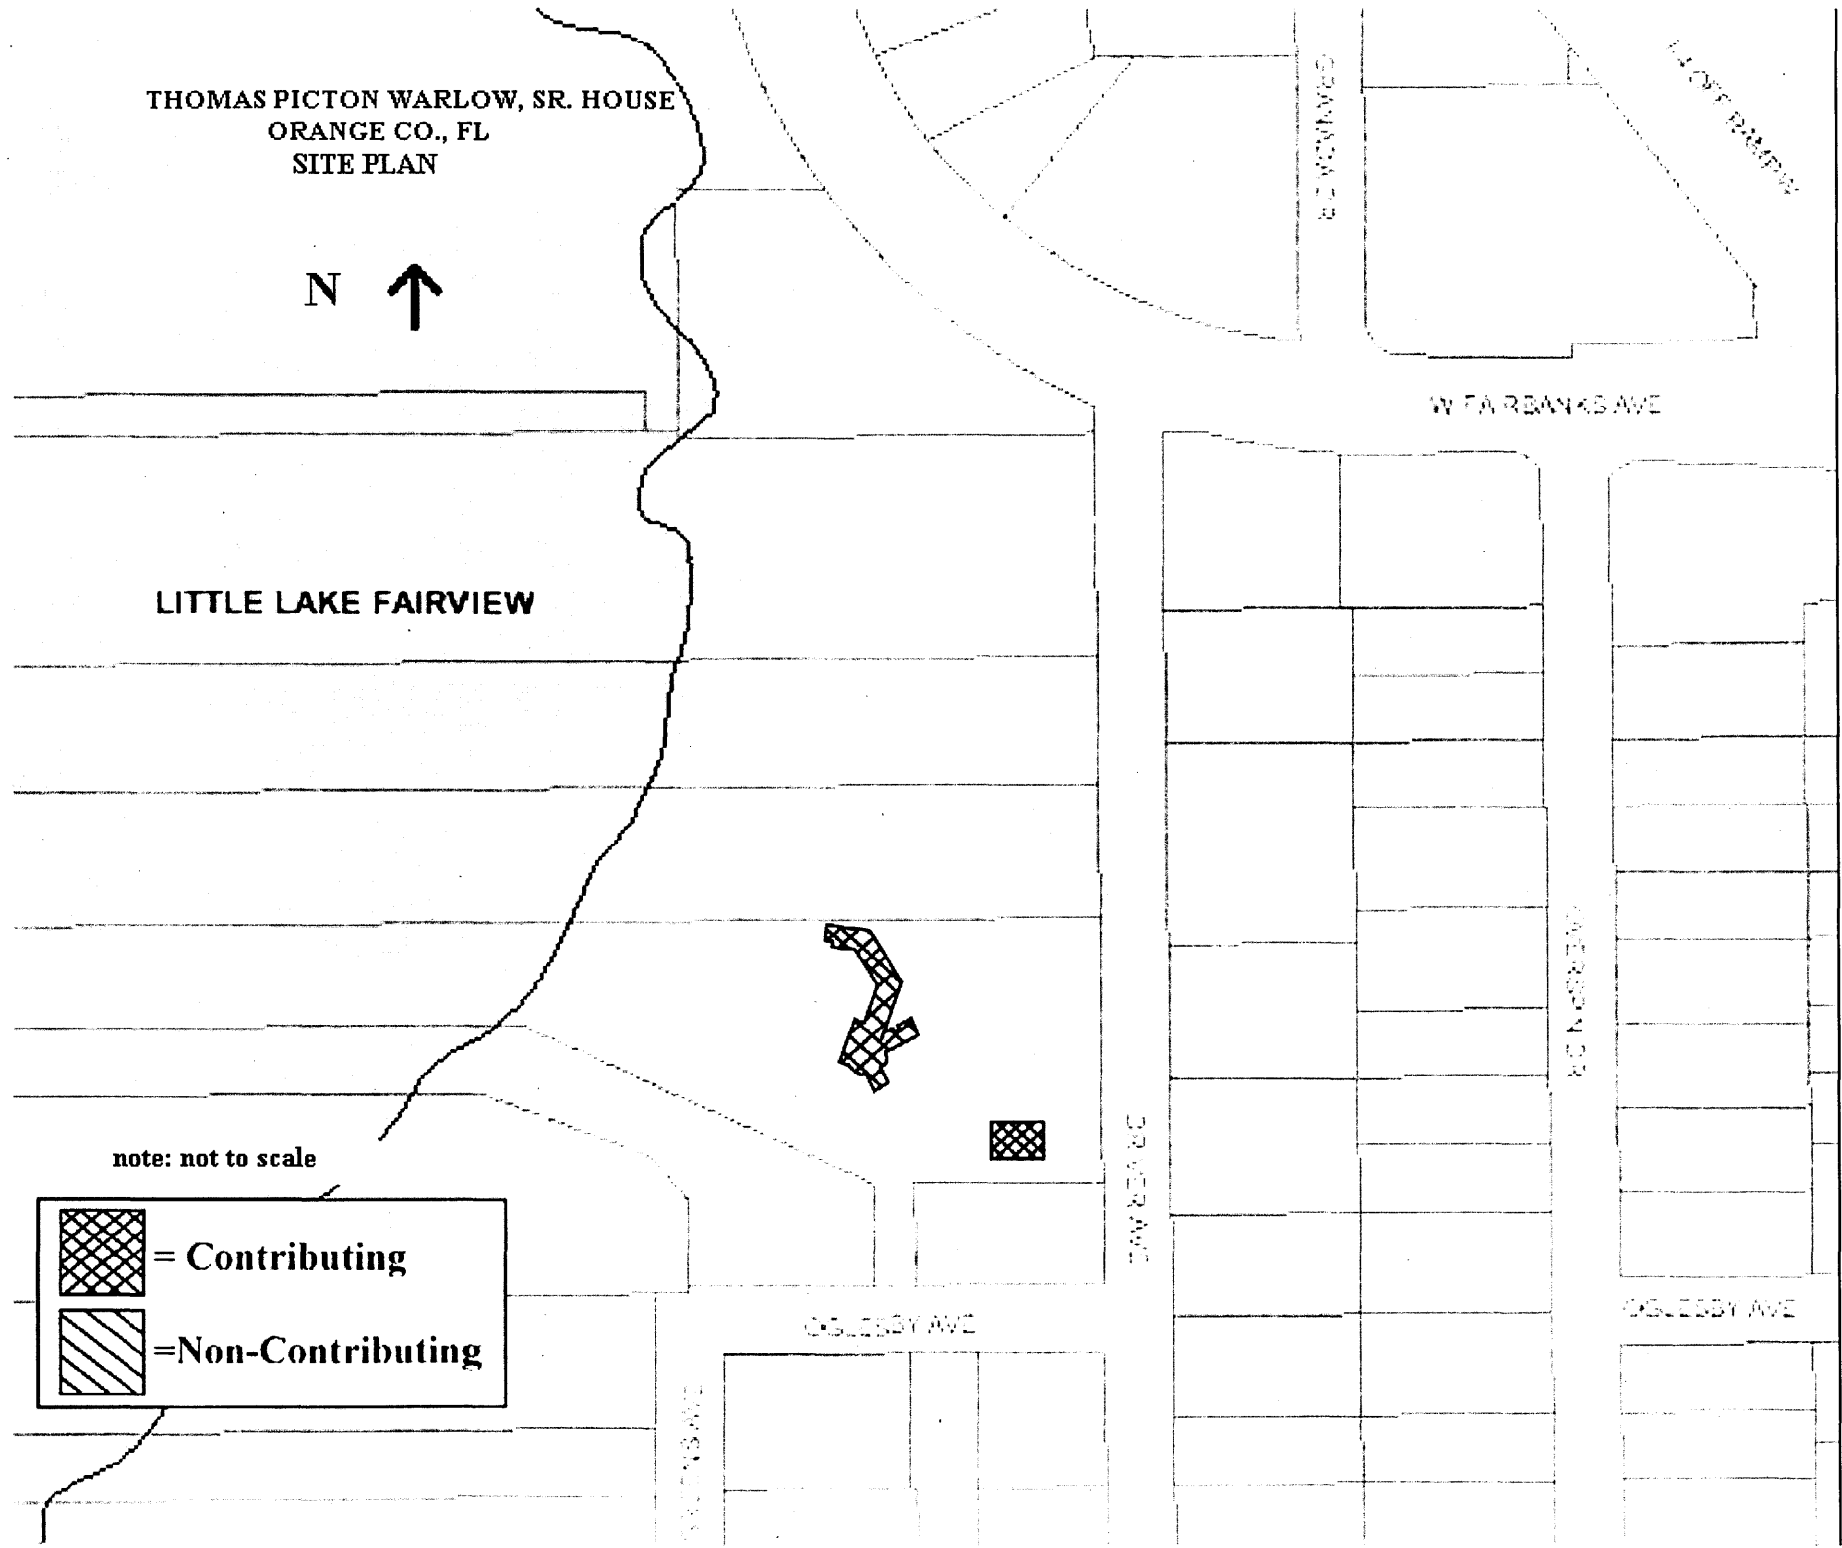 THOMAS PICTON WARLOW, SR. HOUSE
ORANGE CO., FL
SITE PLAN
N
W FAIRBANKS AVE
LITTLE LAKE FAIRVIEW
note: not to scale
= Contributing
=Non-Contributing
OGLESBY AVE
OGLESBY AVE